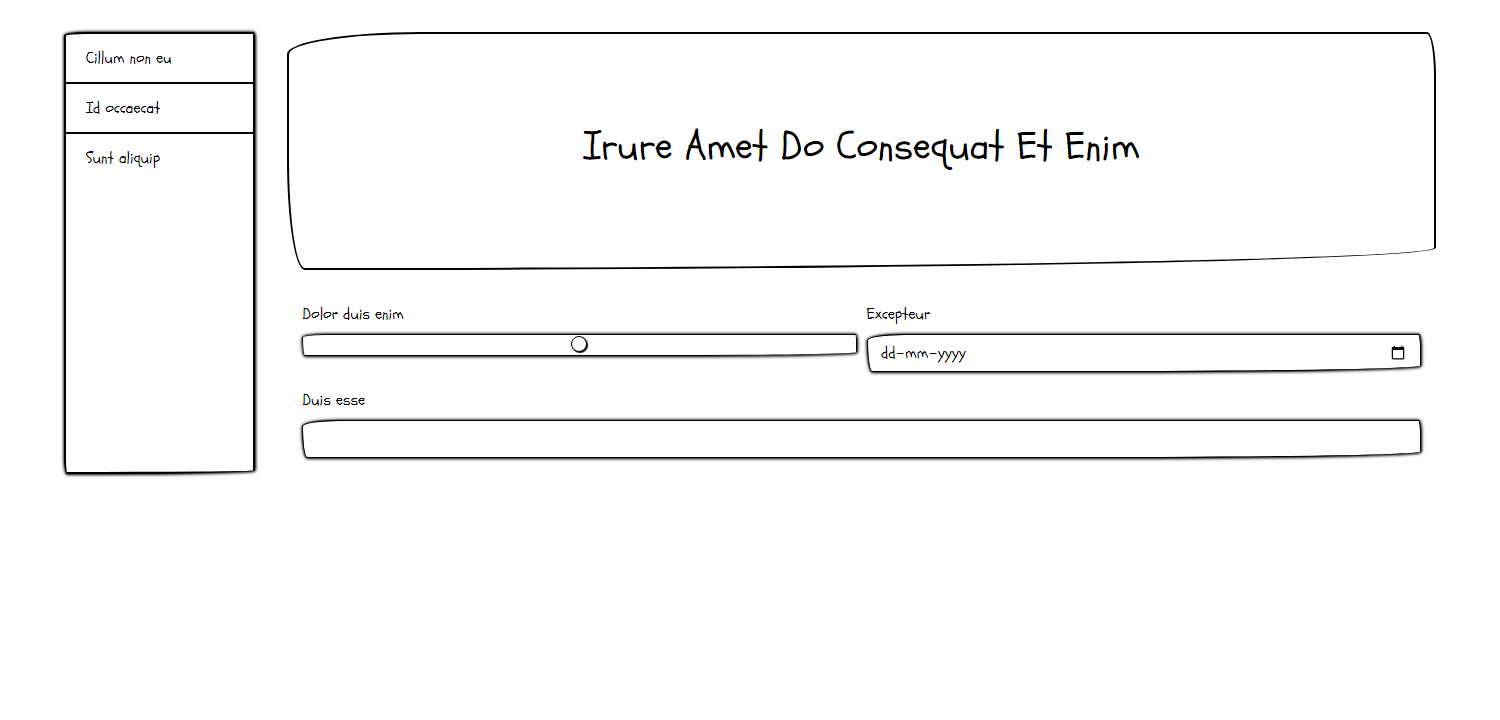 Cillum non eu
Id occaecat
Sunt aliquip
Irure Amet Do Consequat Et Enim
Dolor duis enim
Excepteur
dd-mm-yyyy
Duis esse